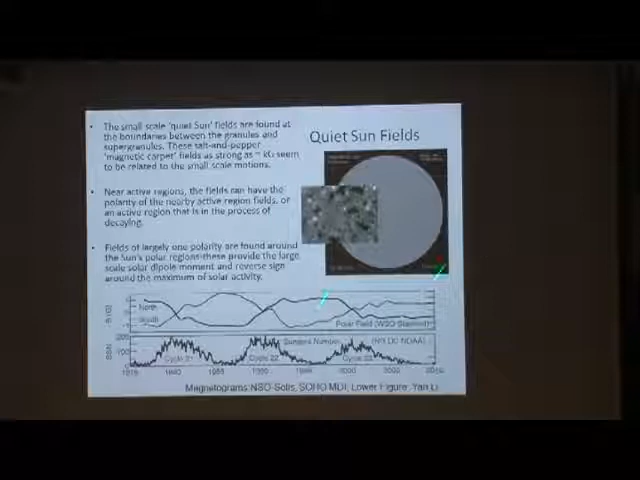 Quiet Sun Fields
• The small scale 'quiet Sun' fields are found at
the boundaries between the granules and
supergranules. These salt-and-pepper
'magnetic carpet' fields as strong as ~ kG seem
to be related to the small scale motions.
• Near active regions, the fields can have the
polarity of the nearby active region fields, or
an active region that is in the process of
decaying.
• Fields of largely one polarity are found around
the Sun's polar regions-these provide the large
scale solar dipole moment and reverse sign
around the maximum of solar activity.
North
South
Polar Field (WSO Stanford)
Sunspot Number
SSN
Cycle 21
Cycle 22
Cycle 23
1980
1990
2000
Magnetograms: NSO-Solis, SOHO MDI; Lower Figure, Yan Li